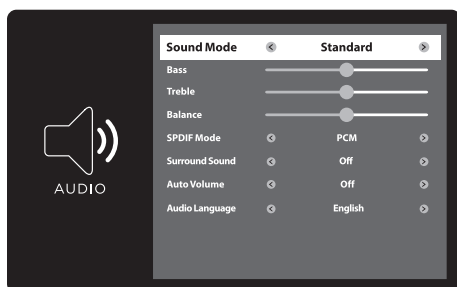 Sound Mode Standard
Bass
Treble
Balance
SPDIF Mode PCM
Surround Sound Off
Auto Volume Off
Audio Language English
AUDIO